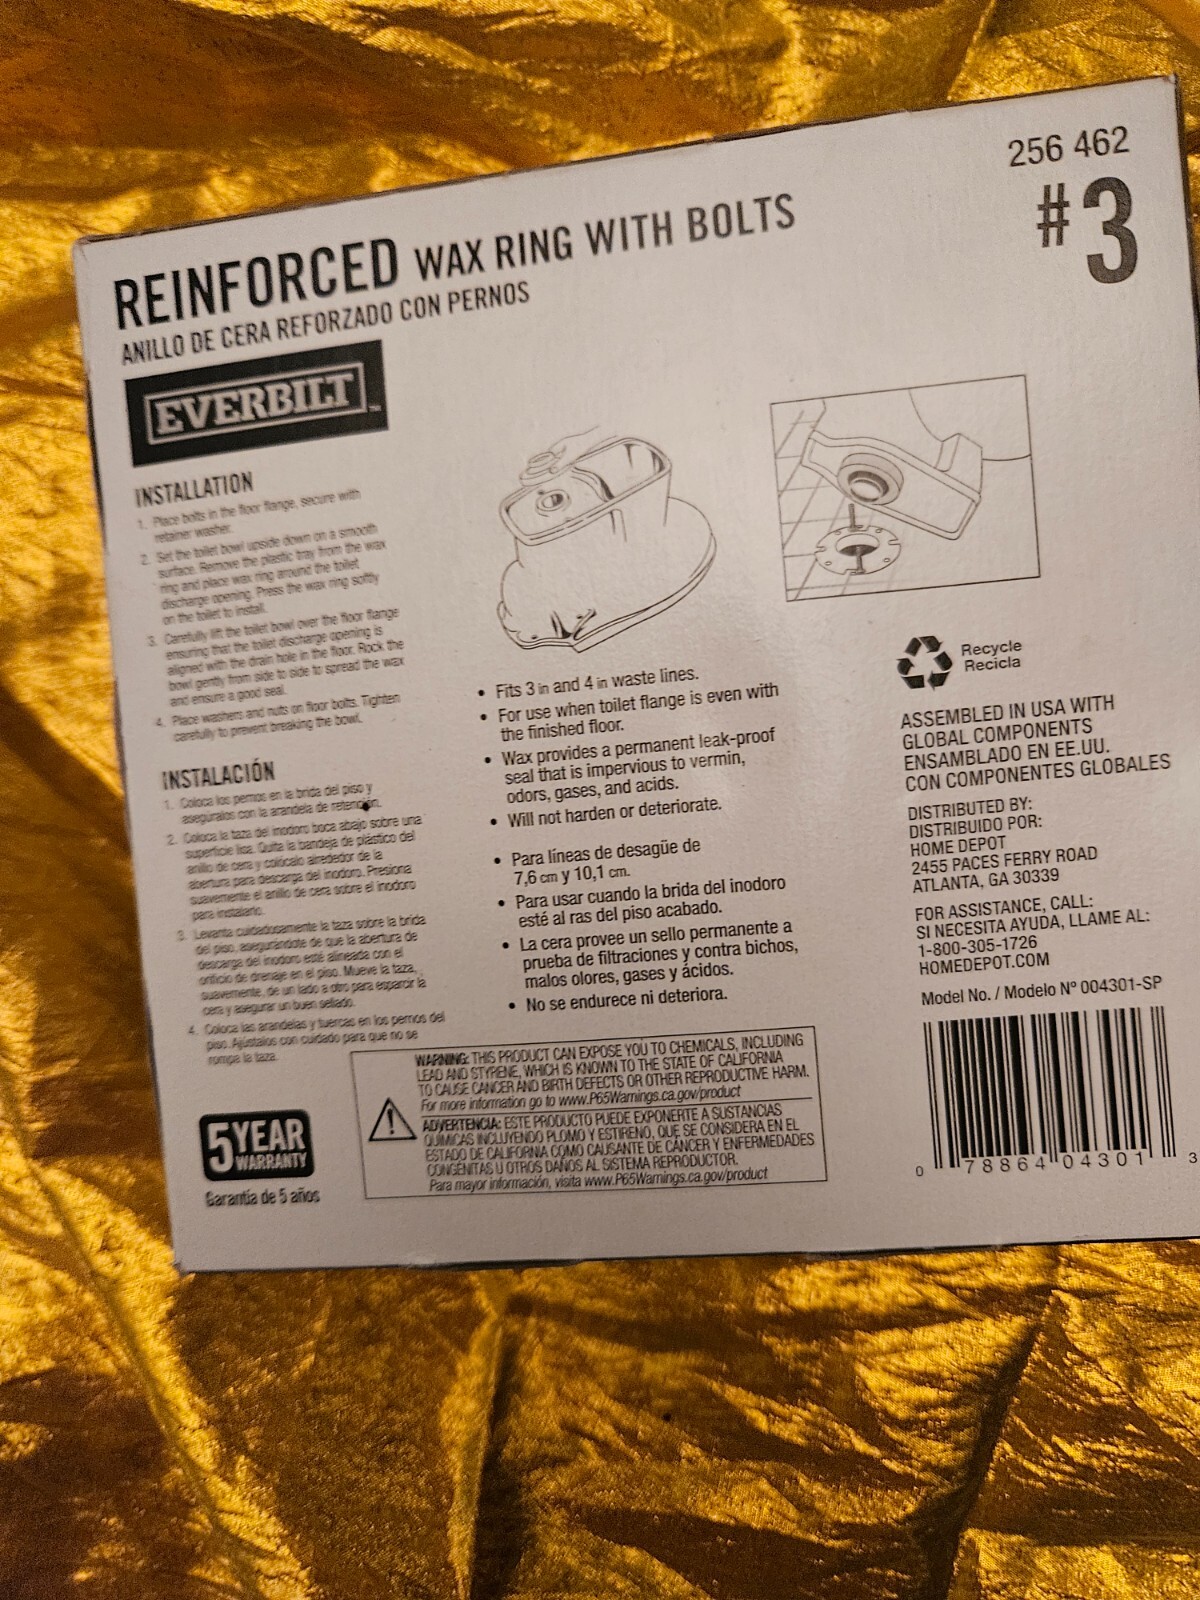 256 462
#3
REINFORCED WAX RING WITH BOLTS
ANILLO DE CERA REFORZADO CON PERNOS
EVERBILT™
INSTALLATION
1. Place bolts in the floor flange, secure with
retainer washer.
2. Set the toilet bowl upside down on a smooth
surface. Remove the plastic tray from the wax
ring and place wax ring around the toilet
discharge opening. Press the wax ring softly
on the toilet to install.
3. Carefully lift the toilet bowl over the floor flange
ensuring that the toilet discharge opening is
aligned with the drain hole in the floor. Rock the
bowl gently from side to side to spread the wax
and ensure a good seal.
4. Place washers and nuts on floor bolts. Tighten
carefully to prevent breaking the bowl.
INSTALACIÓN
1. Coloca los pernos en la brida del piso y
asegúralos con la arandela de retención.
2. Coloca la taza del inodoro boca abajo sobre una
superficie lisa. Quita la bandeja de plástico del
anillo de cera y colócalo alrededor de la
abertura para descarga del inodoro. Presiona
suavemente el anillo de cera sobre el inodoro
para instalarlo.
3. Levanta cuidadosamente la taza sobre la brida
del piso, asegurándote de que la abertura de
descarga del inodoro esté alineada con el
orificio de drenaje en el piso. Mueve la taza,
suavemente, de un lado a otro para esparcir la
cera y asegurar un buen sellado.
4. Coloca las arandelas y tuercas en los pernos del
piso. Ajústalos con cuidado para que no se
rompa la taza.
5 YEAR
WARRANTY
Garantía de 5 años
• Fits 3 in and 4 in waste lines.
• For use when toilet flange is even with
the finished floor.
• Wax provides a permanent leak-proof
seal that is impervious to vermin,
odors, gases, and acids.
• Will not harden or deteriorate.
• Para líneas de desagüe de
7,6 cm y 10,1 cm.
• Para usar cuando la brida del inodoro
esté al ras del piso acabado.
• La cera provee un sello permanente a
prueba de filtraciones y contra bichos,
malos olores, gases y ácidos.
• No se endurece ni deteriora.
WARNING: THIS PRODUCT CAN EXPOSE YOU TO CHEMICALS, INCLUDING
LEAD AND STYRENE, WHICH IS KNOWN TO THE STATE OF CALIFORNIA
TO CAUSE CANCER AND BIRTH DEFECTS OR OTHER REPRODUCTIVE HARM.
For more information go to www.P65Warnings.ca.gov/product
ADVERTENCIA: ESTE PRODUCTO PUEDE EXPONERTE A SUSTANCIAS
QUÍMICAS INCLUYENDO PLOMO Y ESTIRENO, QUE SE CONSIDERA EN EL
ESTADO DE CALIFORNIA COMO CAUSANTE DE CÁNCER Y ENFERMEDADES
CONGÉNITAS U OTROS DAÑOS AL SISTEMA REPRODUCTOR.
Para mayor información, visita www.P65Warnings.ca.gov/product
Recycle
Recicla
ASSEMBLED IN USA WITH
GLOBAL COMPONENTS
ENSAMBLADO EN EE.UU.
CON COMPONENTES GLOBALES
DISTRIBUTED BY:
DISTRIBUIDO POR:
HOME DEPOT
2455 PACES FERRY ROAD
ATLANTA, GA 30339
FOR ASSISTANCE, CALL:
SI NECESITA AYUDA, LLAME AL:
1-800-305-1726
HOMEDEPOT.COM
Model No. / Modelo Nº 004301-SP
0 78864 04301 3